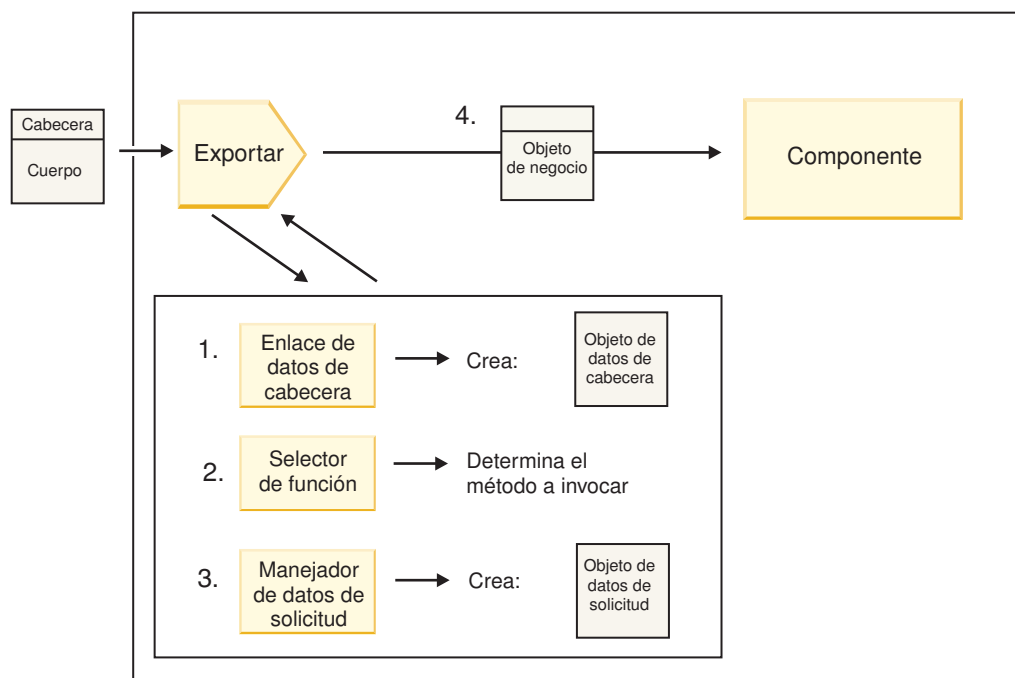 Cabecera
Cuerpo
Exportar
4.
Objeto
de negocio
Componente
1.
Enlace de
datos de
cabecera
Crea:
Objeto de
datos de
cabecera
2.
Selector
de función
Determina el
método a invocar
3.
Manejador
de datos de
solicitud
Crea:
Objeto de
datos de
solicitud